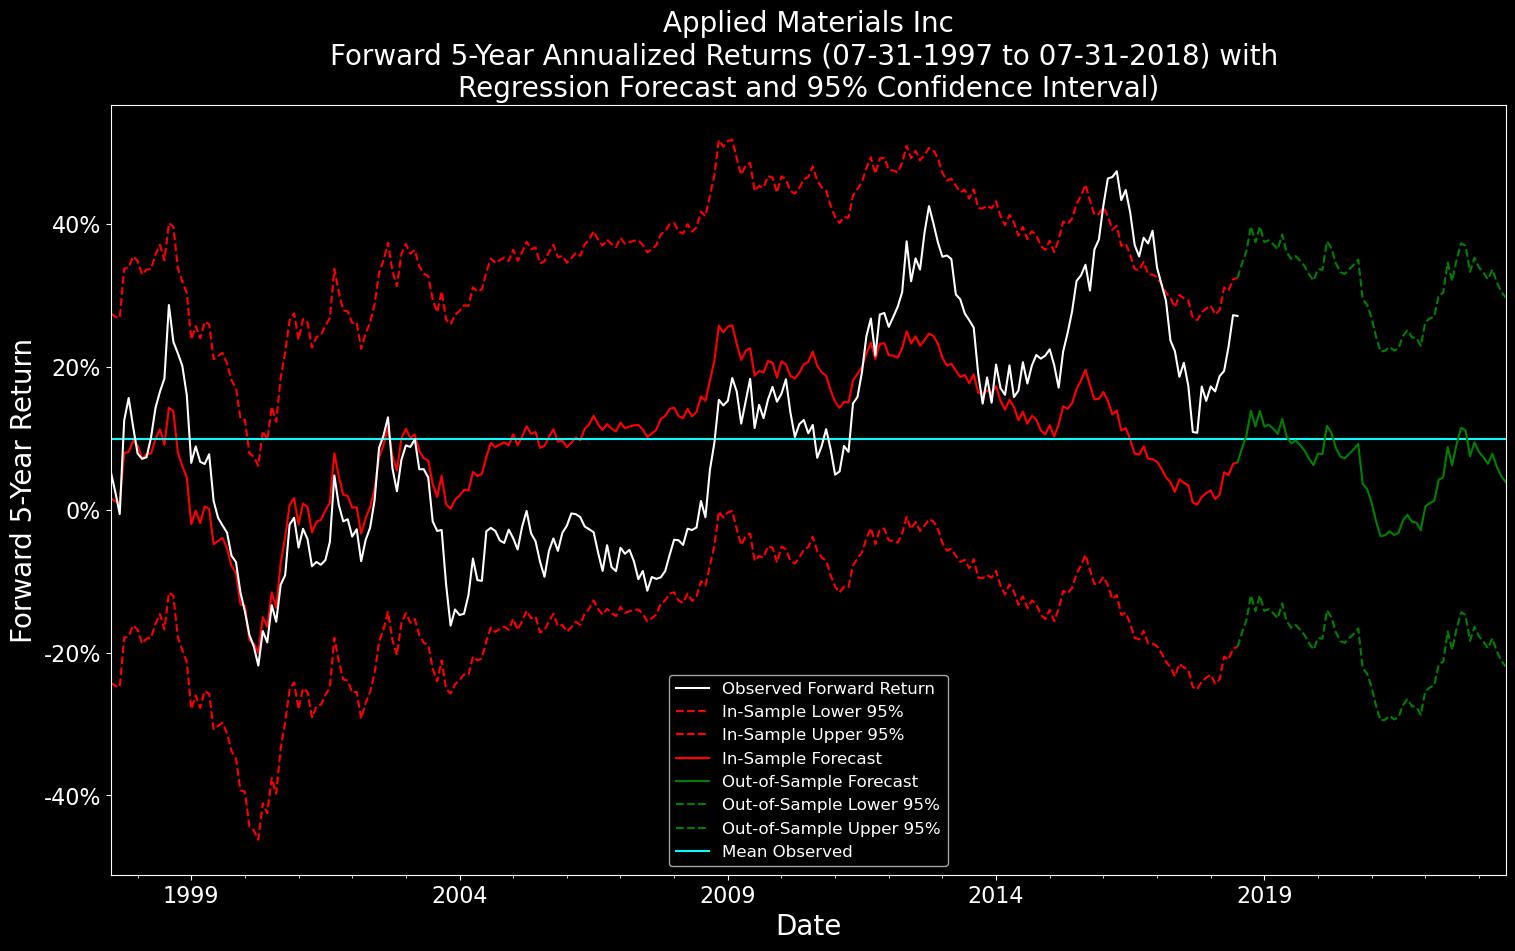 Applied Materials Inc
Forward 5-Year Annualized Returns (07-31-1997 to 07-31-2018) with
Regression Forecast and 95% Confidence Interval)
Forward 5-Year Return
40%
20%
0%
-20%
-40%
Observed Forward Return
In-Sample Lower 95%
In-Sample Upper 95%
In-Sample Forecast
Out-of-Sample Forecast
Out-of-Sample Lower 95%
Out-of-Sample Upper 95%
Mean Observed
1999
2004
2009
2014
2019
Date